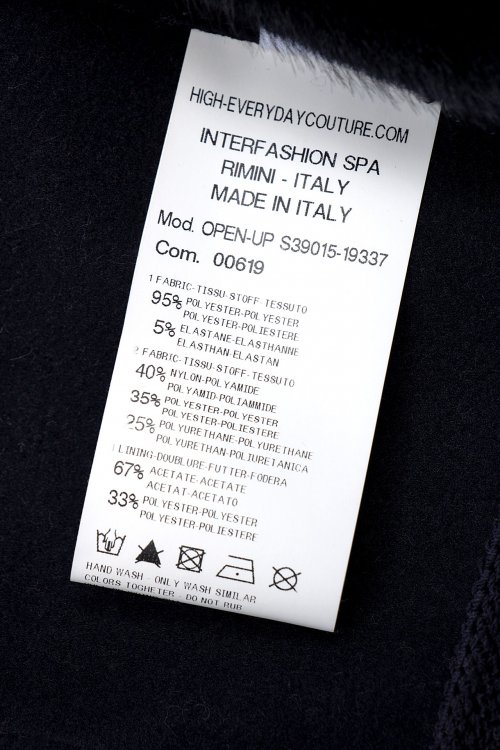 HIGH-EVERYDAYCOUTURE.COM
INTERFASHION SPA
RIMINI - ITALY
MADE IN ITALY
Mod. OPEN-UP S39015-19337
Com. 00619
1 FABRIC-TISSU-STOFF-TESSUTO
95% POLYESTER-POLYESTER
POLYESTER-POLIESTERE
5% ELASTANE-ELASTHANNE
ELASTHAN-ELASTAN
2 FABRIC-TISSU-STOFF-TESSUTO
40% NYLON-POLYAMIDE
POLYAMID-POLIAMMIDE
35% POLYESTER-POLYESTER
POLYESTER-POLIESTERE
25% POLYURETHANE-POLYURETHANE
POLYURETHAN-POLIURETANICA
1 LINING-DOUBLURE-FUTTER-FODERA
67% ACETATE-ACETATE
ACETAT-ACETATO
33% POLYESTER-POLYESTER
POLYESTER-POLIESTERE
HAND WASH - ONLY WASH SIMILAR
COLORS TOGHETER - DO NOT RUB